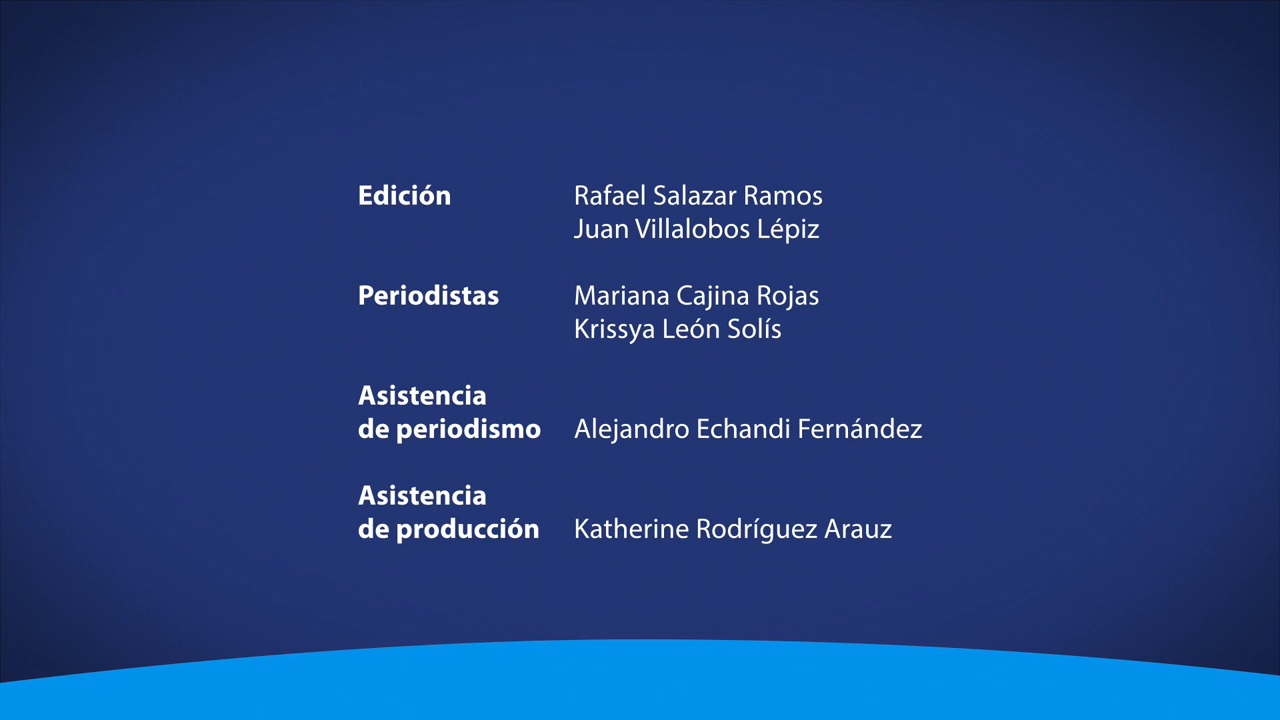 Edición Rafael Salazar Ramos
Juan Villalobos Lépiz
Periodistas Mariana Cajina Rojas
Krissya León Solís
Asistencia
de periodismo Alejandro Echandi Fernández
Asistencia
de producción Katherine Rodríguez Arauz